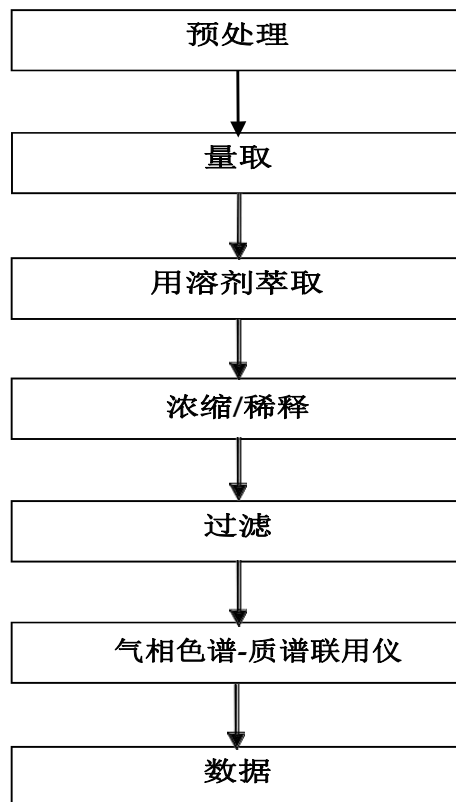 预处理
量取
用溶剂萃取
浓缩/稀释
过滤
气相色谱-质谱联用仪
数据